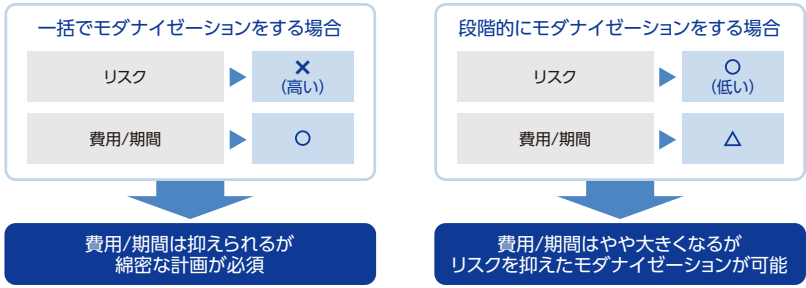 一括でモダナイゼーションをする場合
リスク
×
(高い)
費用/期間
○
費用/期間は抑えられるが
綿密な計画が必須
段階的にモダナイゼーションをする場合
リスク
○
(低い)
費用/期間
△
費用/期間はやや大きくなるが
リスクを抑えたモダナイゼーションが可能